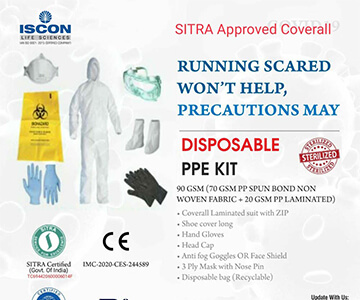 ISCON
LIFE SCIENCES
SITRA Approved Coverall
RUNNING SCARED
WON'T HELP,
PRECAUTIONS MAY
DISPOSABLE
PPE KIT
STERILIZED
90 GSM (70 GSM PP SPUN BOND NON
WOVEN FABRIC + 20 GSM PP LAMINATED)
• Coverall Laminated suit with ZIP
• Shoe cover long
• Hand Gloves
• Head Cap
• Anti fog Goggles OR Face Shield
• 3 Ply Mask with Nose Pin
• Disposable bag (Recyclable)
BIOHAZARD
SITRA Certified
(Govt. Of India)
CE
IMC-2020-CES-244589
Update With Us: